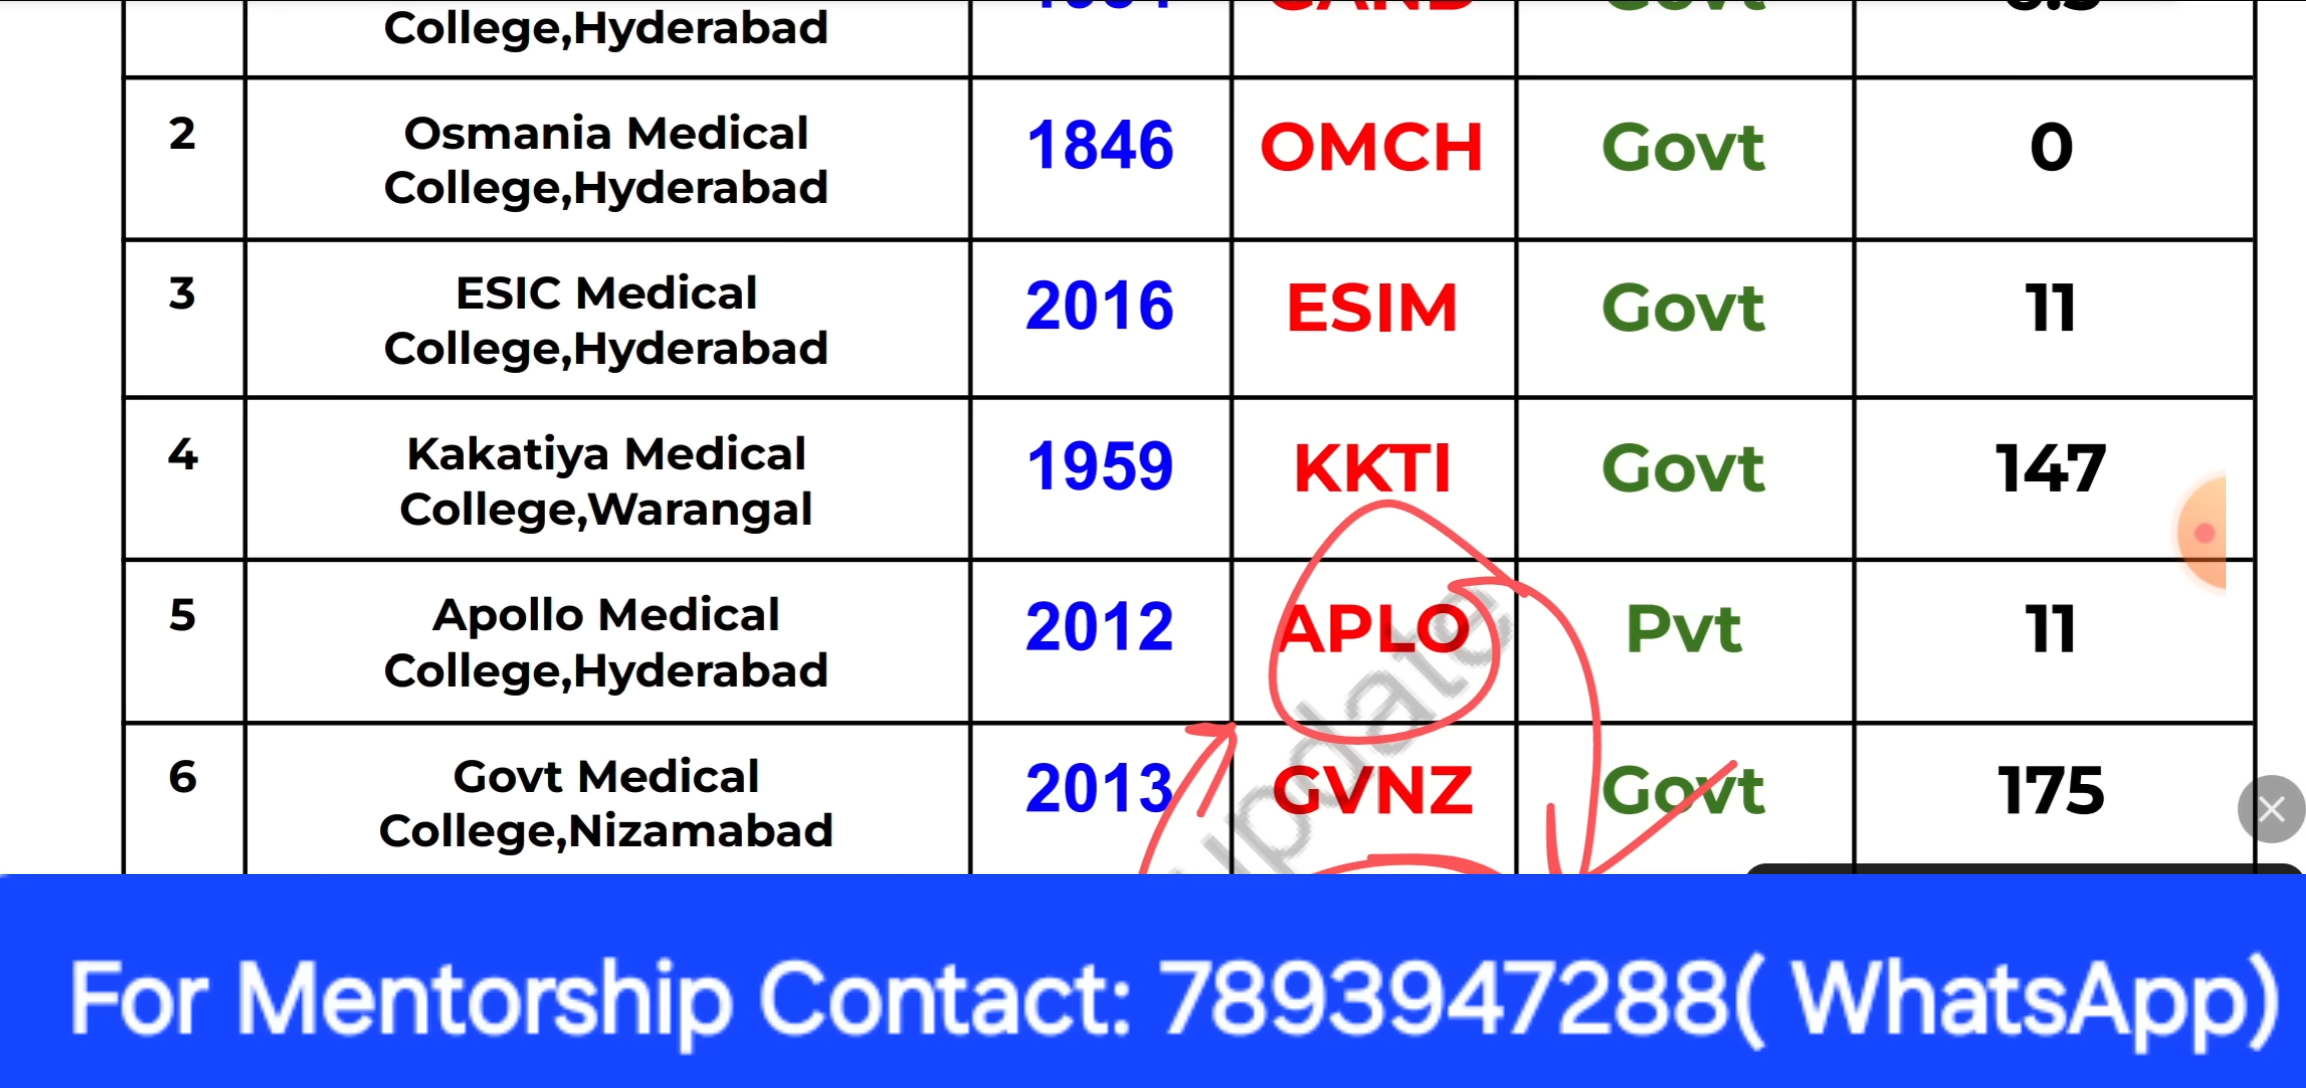 College,Hyderabad
2 Osmania Medical College,Hyderabad 1846 OMCH Govt 0
3 ESIC Medical College,Hyderabad 2016 ESIM Govt 11
4 Kakatiya Medical College,Warangal 1959 KKTI Govt 147
5 Apollo Medical College,Hyderabad 2012 APLO Pvt 11
6 Govt Medical College,Nizamabad 2013 GVNZ Govt 175
update
For Mentorship Contact: 7893947288( WhatsApp)